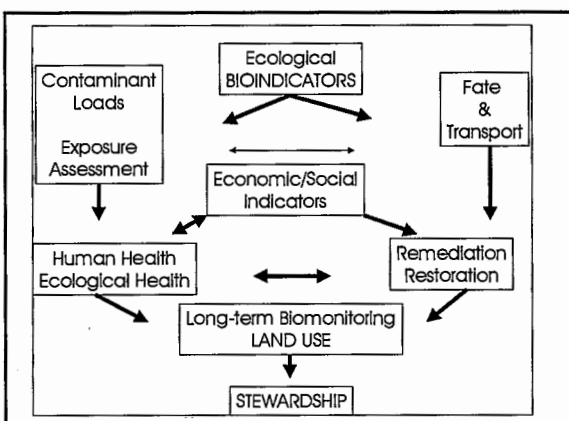 Ecological
BIOINDICATORS
Contaminant
Loads
Exposure
Assessment
Fate
&
Transport
Economic/Social
Indicators
Human Health
Ecological Health
Remediation
Restoration
Long-term Biomonitoring
LAND USE
STEWARDSHIP